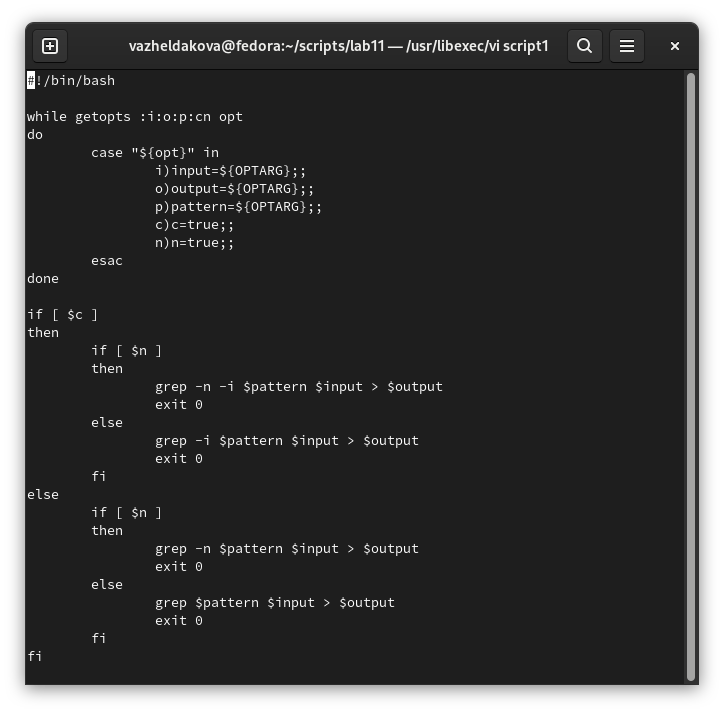 vazheldakova@fedora:~/scripts/lab11 — /usr/libexec/vi script1
#!/bin/bash

while getopts :i:o:p:cn opt
do
        case "${opt}" in
                i)input=${OPTARG};;
                o)output=${OPTARG};;
                p)pattern=${OPTARG};;
                c)c=true;;
                n)n=true;;
        esac
done

if [ $c ]
then
        if [ $n ]
        then
                grep -n -i $pattern $input > $output
                exit 0
        else
                grep -i $pattern $input > $output
                exit 0
        fi
else
        if [ $n ]
        then
                grep -n $pattern $input > $output
                exit 0
        else
                grep $pattern $input > $output
                exit 0
        fi
fi